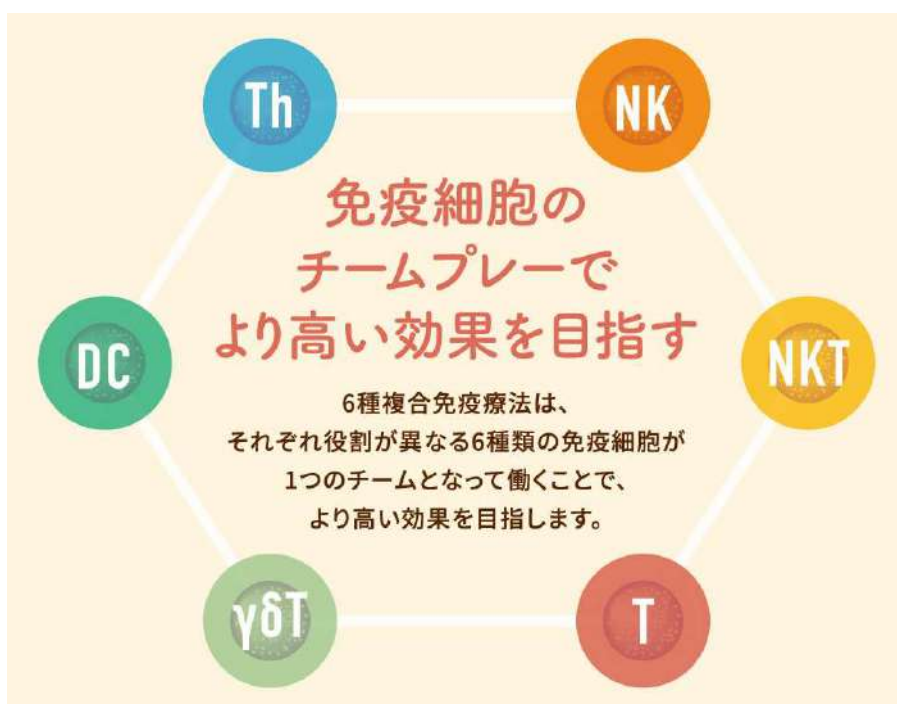 Th
NK
免疫細胞の
チームプレーで
より高い効果を目指す
DC
NKT
6種複合免疫療法は、
それぞれ役割が異なる6種類の免疫細胞が
1つのチームとなって働くことで、
より高い効果を目指します。
γδT
T